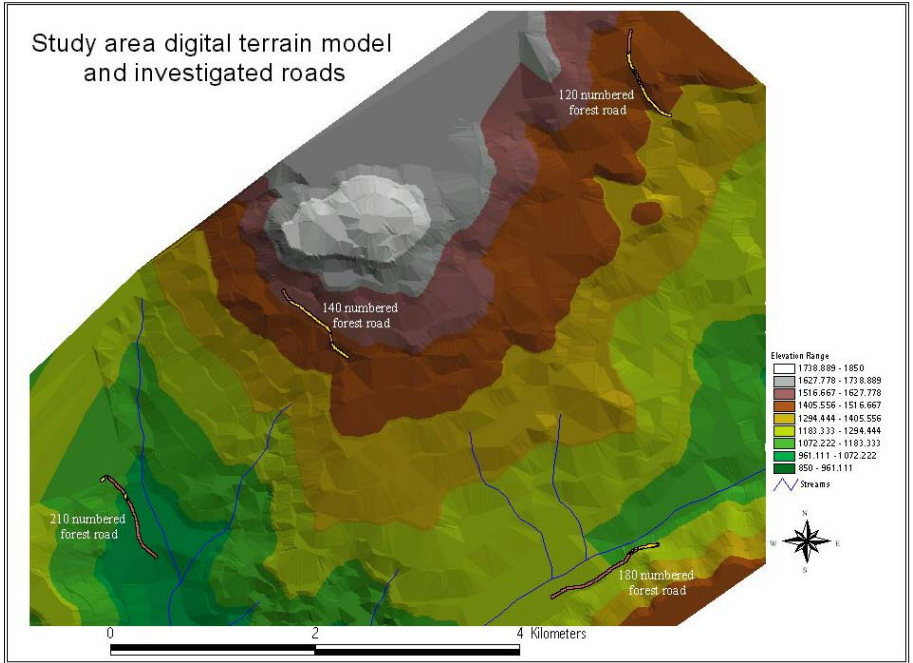 Study area digital terrain model
and investigated roads
120 numbered
forest road
140 numbered
forest road
210 numbered
forest road
180 numbered
forest road
Elevation Range
1738.889 - 1850
1627.778 - 1738.889
1516.667 - 1627.778
1405.556 - 1516.667
1294.444 - 1405.556
1183.333 - 1294.444
1072.222 - 1183.333
961.111 - 1072.222
850 - 961.111
Streams
N
W E
S
0 2 4 Kilometers